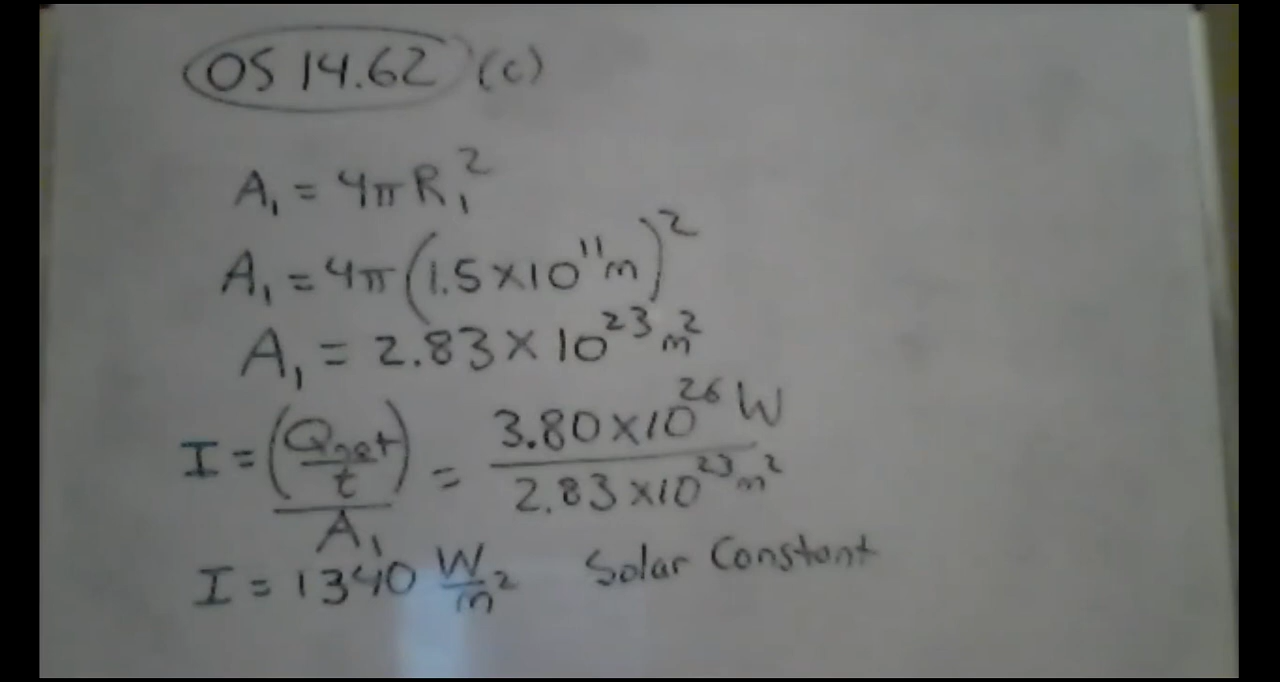 OS 14.62 (c)
A₁ = 4πR₁²
A₁ = 4π(1.5×10¹¹m)²
A₁ = 2.83×10²³m²
I = (Qnet/t)/A₁ = 3.80×10²⁶W/2.83×10²³m²
I = 1340 W/m² Solar Constant